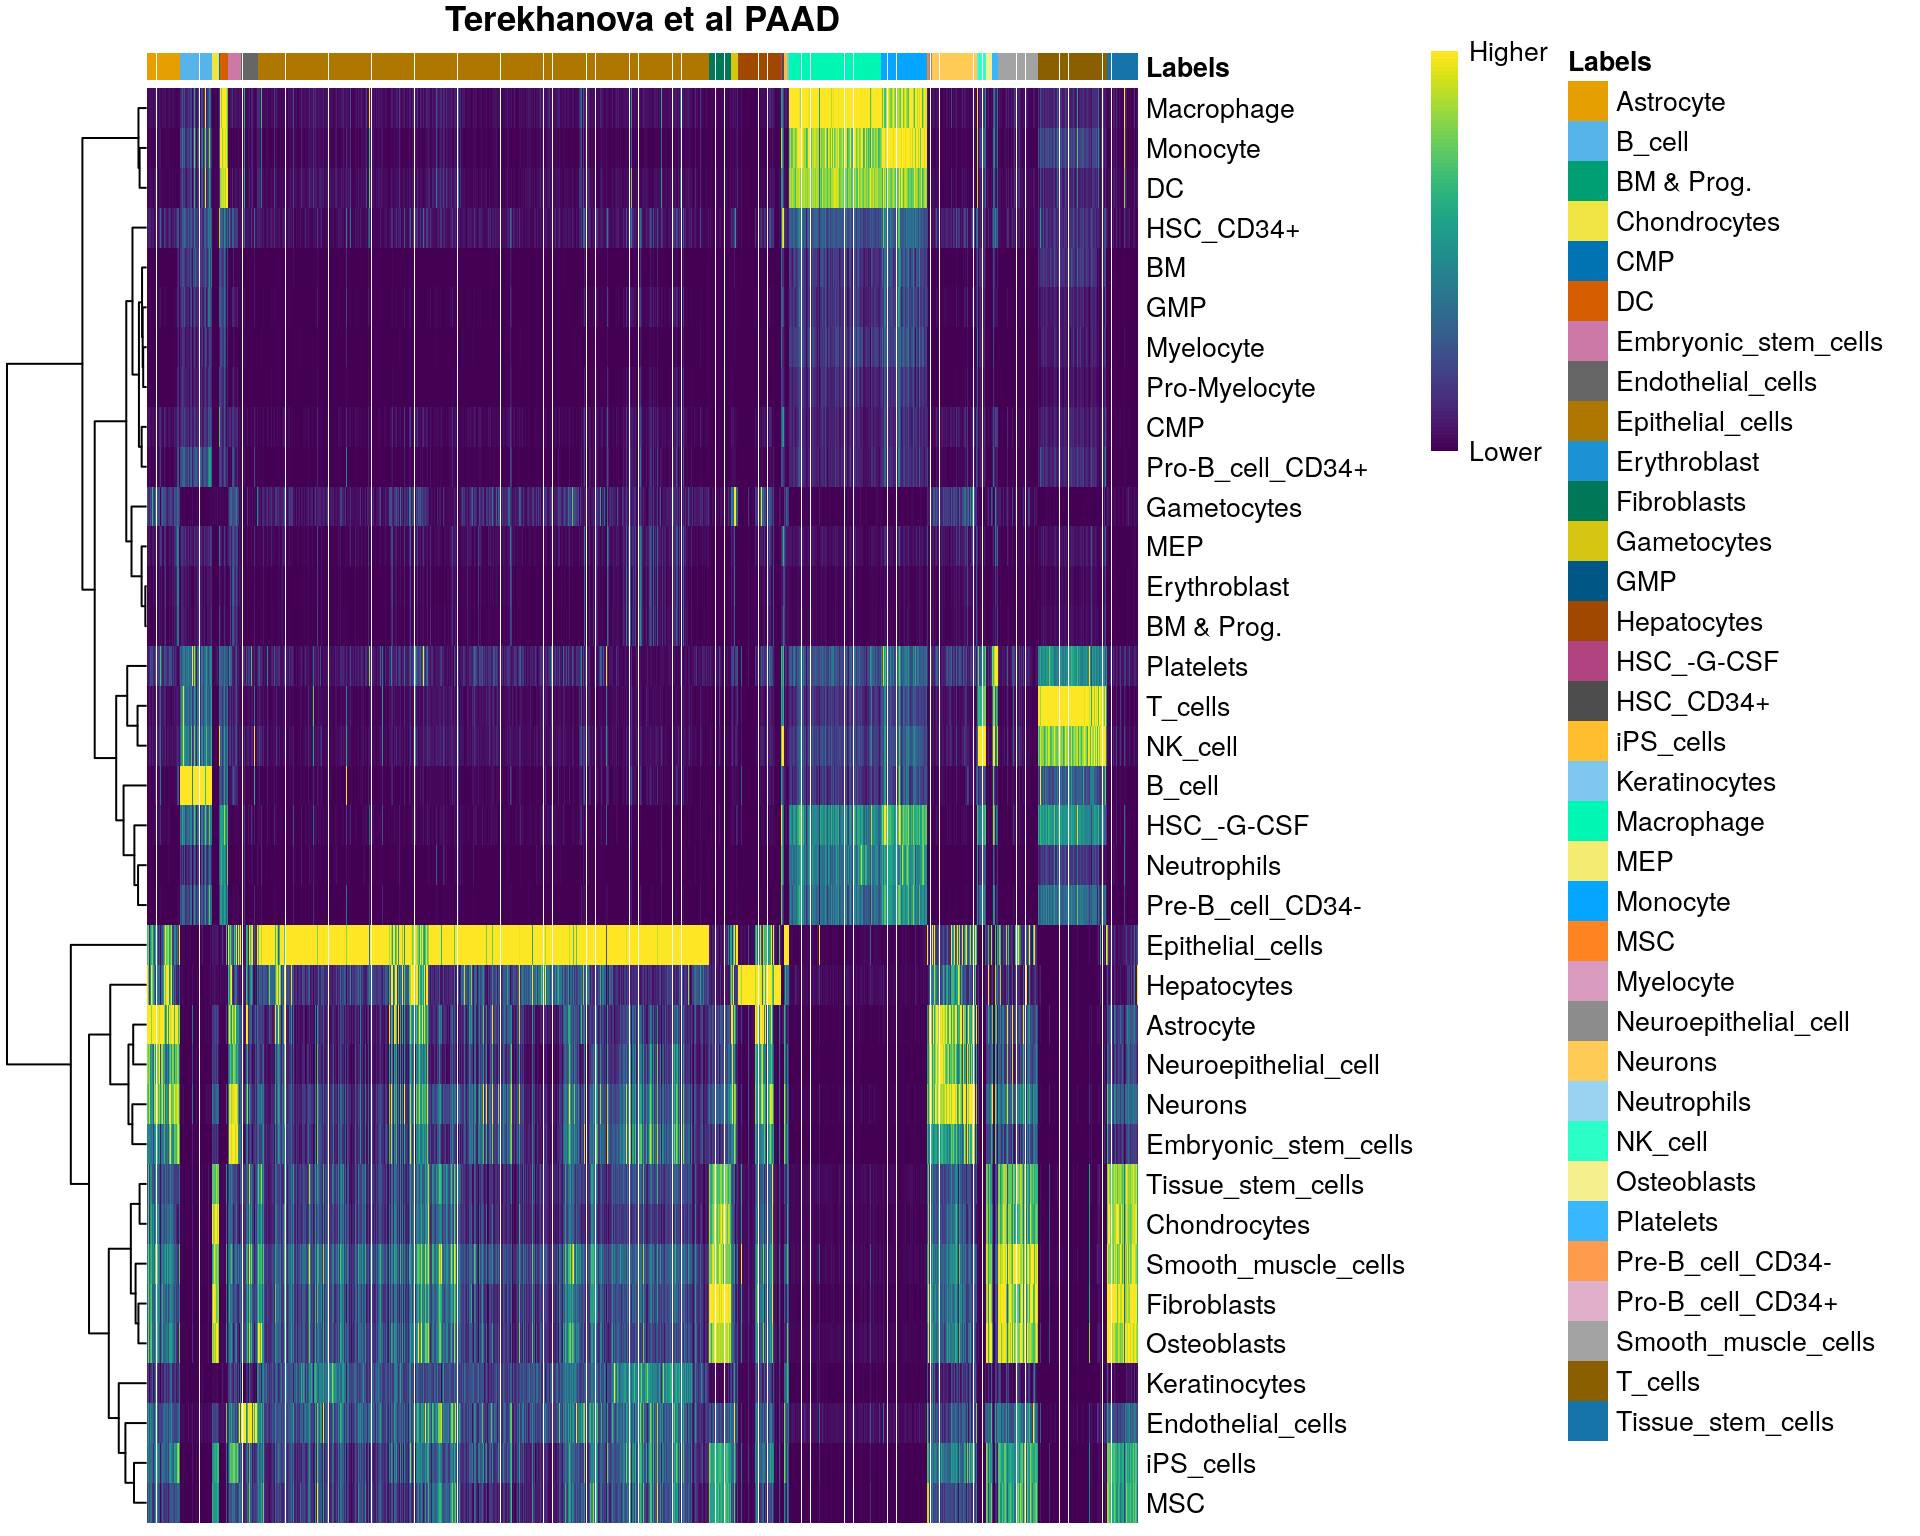 Terekhanova et al PAAD
Labels
Macrophage
Monocyte
DC
HSC_CD34+
BM
GMP
Myelocyte
Pro-Myelocyte
CMP
Pro-B_cell_CD34+
Gametocytes
MEP
Erythroblast
BM & Prog.
Platelets
T_cells
NK_cell
B_cell
HSC_-G-CSF
Neutrophils
Pre-B_cell_CD34-
Epithelial_cells
Hepatocytes
Astrocyte
Neuroepithelial_cell
Neurons
Embryonic_stem_cells
Tissue_stem_cells
Chondrocytes
Smooth_muscle_cells
Fibroblasts
Osteoblasts
Keratinocytes
Endothelial_cells
iPS_cells
MSC
Higher
Lower
Labels
Astrocyte
B_cell
BM & Prog.
Chondrocytes
CMP
DC
Embryonic_stem_cells
Endothelial_cells
Epithelial_cells
Erythroblast
Fibroblasts
Gametocytes
GMP
Hepatocytes
HSC_-G-CSF
HSC_CD34+
iPS_cells
Keratinocytes
Macrophage
MEP
Monocyte
MSC
Myelocyte
Neuroepithelial_cell
Neurons
Neutrophils
NK_cell
Osteoblasts
Platelets
Pre-B_cell_CD34-
Pro-B_cell_CD34+
Smooth_muscle_cells
T_cells
Tissue_stem_cells